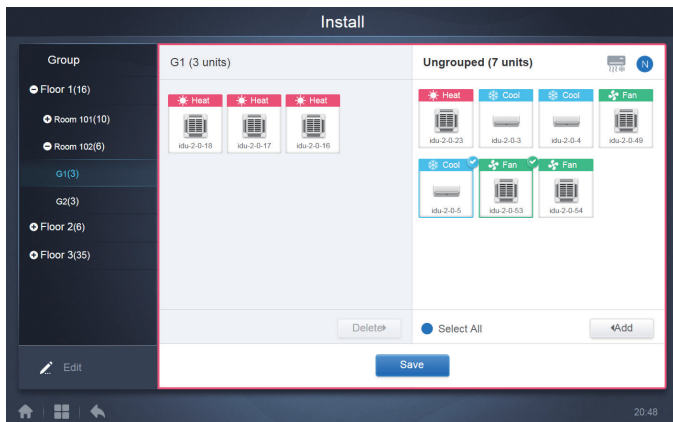 Install
Group
Floor 1(16)
Room 101(10)
Room 102(6)
G1(3)
G2(3)
Floor 2(6)
Floor 3(35)
Edit
G1 (3 units)
Heat
idu-2-0-18
Heat
idu-2-0-17
Heat
idu-2-0-16
Delete
Ungrouped (7 units)
N
Heat
idu-2-0-23
Cool
idu-2-0-3
Cool
idu-2-0-4
Fan
idu-2-0-49
Cool
idu-2-0-5
Fan
idu-2-0-53
Fan
idu-2-0-54
Select All
Add
Save
20:48